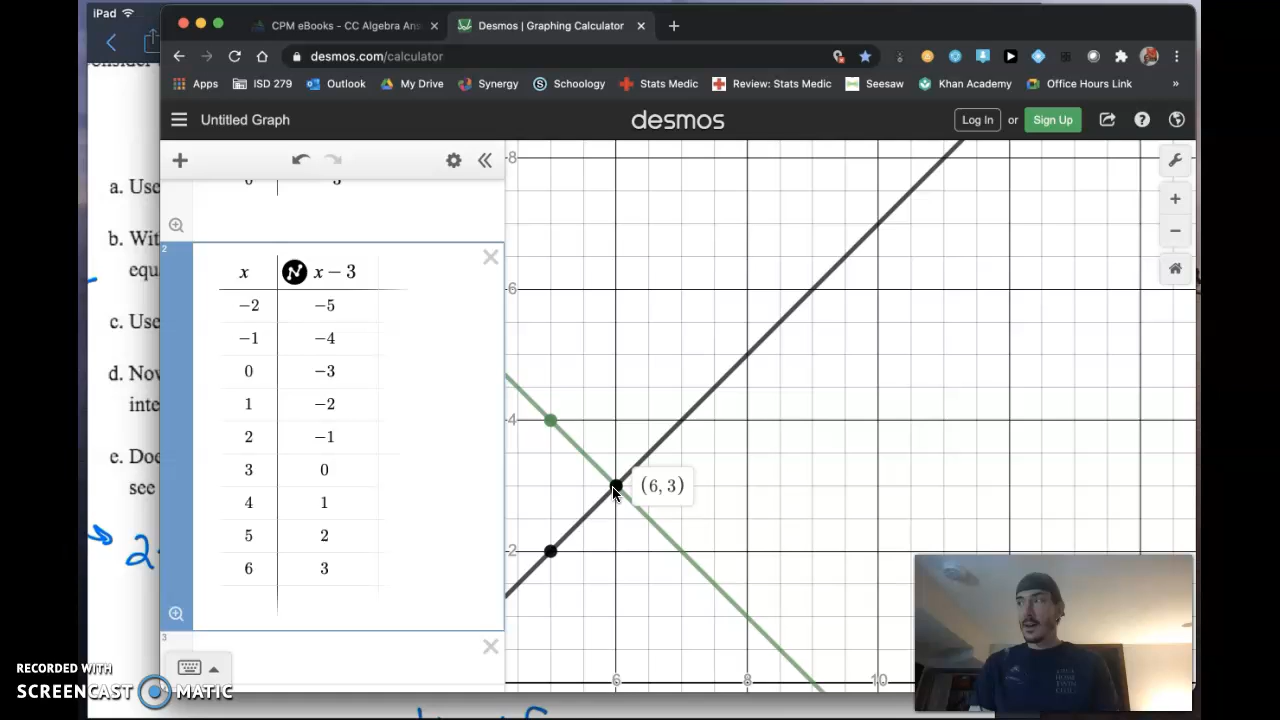 iPad
CPM eBooks - CC Algebra Ans
Desmos | Graphing Calculator
desmos.com/calculator
Apps ISD 279 Outlook My Drive Synergy Schoology Stats Medic Review: Stats Medic Seesaw Khan Academy Office Hours Link »
Untitled Graph
desmos
Log In or Sign Up
a. Use
b. Wit
equ
c. Use
d. Nov
inte
e. Doe
see
2
2
x x − 3
−2 −5
−1 −4
0 −3
1 −2
2 −1
3 0
4 1
5 2
6 3
3
8
6
4
2
(6, 3)
6 8 10
RECORDED WITH
SCREENCAST MATIC